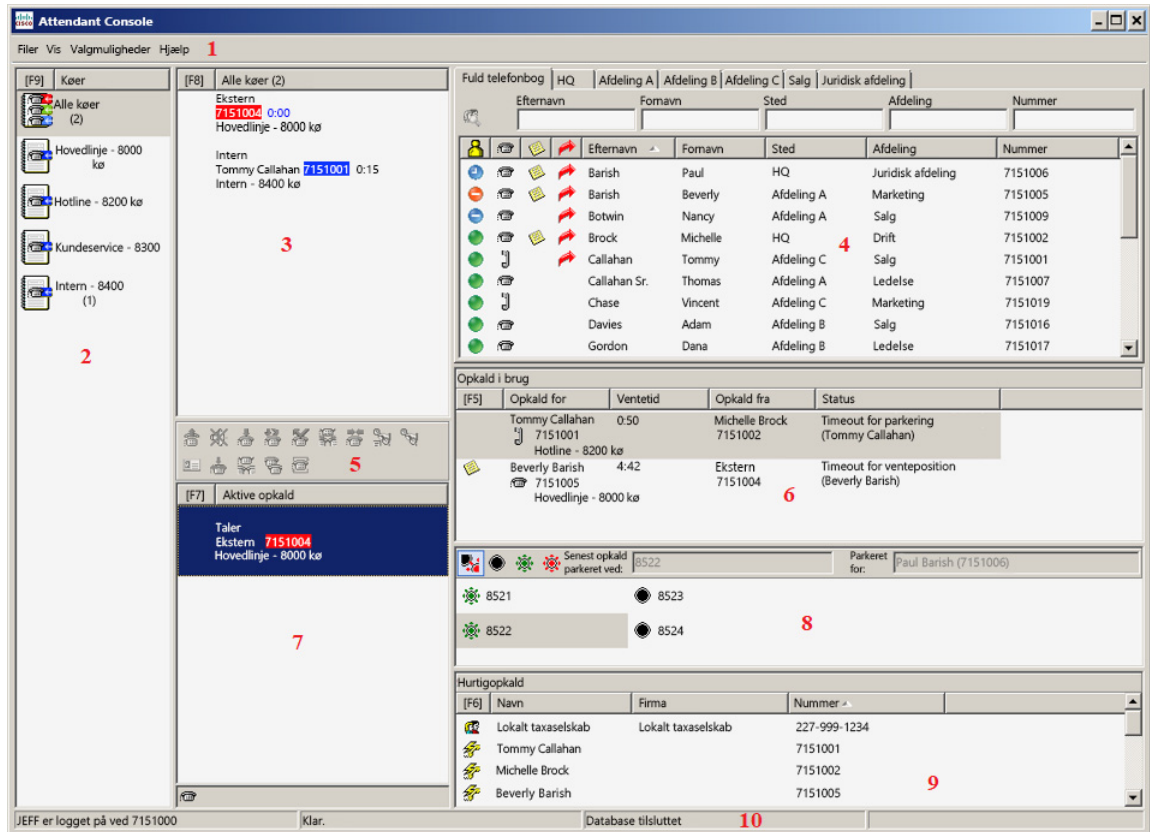 cisco Attendant Console
Filer Vis Valgmuligheder Hjælp 1
[F9] Køer
Alle køer
(2)
Hovedlinje - 8000
kø
Hotline - 8200 kø
Kundeservice - 8300
Intern - 8400
(1)
2
[F8] Alle køer (2)
Ekstern
7151004 0:00
Hovedlinje - 8000 kø
Intern
Tommy Callahan 7151001 0:15
Intern - 8400 kø
3
5
[F7] Aktive opkald
Taler
Ekstern 7151004
Hovedlinje - 8000 kø
7
Fuld telefonbog HQ Afdeling A Afdeling B Afdeling C Salg Juridisk afdeling
Efternavn Fornavn Sted Afdeling Nummer
Efternavn Fornavn Sted Afdeling Nummer
Barish Paul HQ Juridisk afdeling 7151006
Barish Beverly Afdeling A Marketing 7151005
Botwin Nancy Afdeling A Salg 7151009
Brock Michelle HQ Drift 7151002
4
Callahan Tommy Afdeling C Salg 7151001
Callahan Sr. Thomas Afdeling A Ledelse 7151007
Chase Vincent Afdeling C Marketing 7151019
Davies Adam Afdeling B Salg 7151016
Gordon Dana Afdeling B Ledelse 7151017
Opkald i brug
[F5] Opkald for Ventetid Opkald fra Status
Tommy Callahan 0:50 Michelle Brock Timeout for parkering
7151001 7151002 (Tommy Callahan)
Hotline - 8200 kø
Beverly Barish 4:42 Ekstern Timeout for venteposition
7151005 7151004 (Beverly Barish)
Hovedlinje - 8000 kø
6
Senest opkald
parkeret ved: 8522
Parkeret
for: Paul Barish (7151006)
8521 8523
8522 8524
8
Hurtigopkald
[F6] Navn Firma Nummer
Lokalt taxaselskab Lokalt taxaselskab 227-999-1234
Tommy Callahan 7151001
Michelle Brock 7151002
Beverly Barish 7151005
9
JEFF er logget på ved 7151000 Klar. Database tilsluttet 10